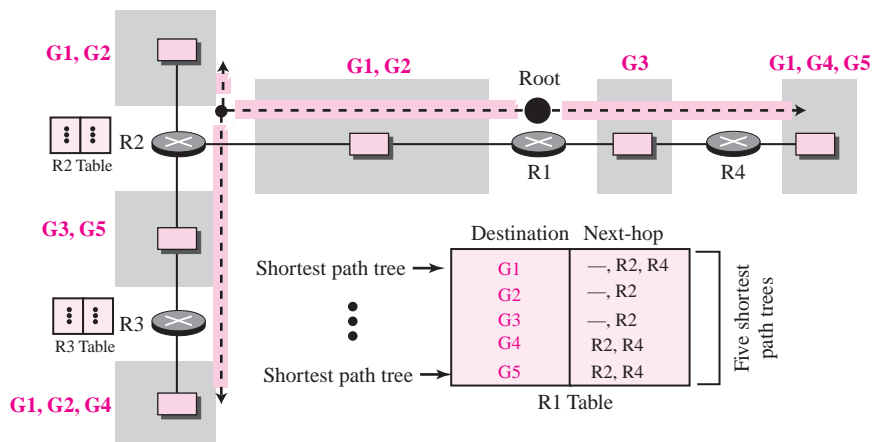 G1, G2
G1, G2
Root
G3
G1, G4, G5
R2
R2 Table
R1
R4
G3, G5
R3
R3 Table
G1, G2, G4
Destination Next-hop
Shortest path tree
G1 —, R2, R4
G2 —, R2
G3 —, R2
G4 R2, R4
Shortest path tree
G5 R2, R4
R1 Table
Five shortest
path trees